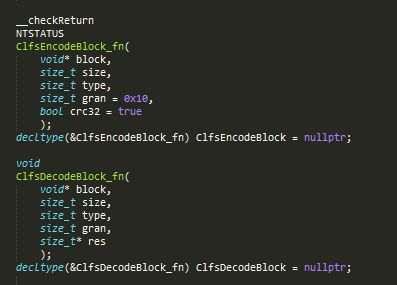 __checkReturn
NTSTATUS
ClfsEncodeBlock_fn(
    void* block,
    size_t size,
    size_t type,
    size_t gran = 0x10,
    bool crc32 = true
    );
decltype(&ClfsEncodeBlock_fn) ClfsEncodeBlock = nullptr;

void
ClfsDecodeBlock_fn(
    void* block,
    size_t size,
    size_t type,
    size_t gran,
    size_t* res
    );
decltype(&ClfsDecodeBlock_fn) ClfsDecodeBlock = nullptr;